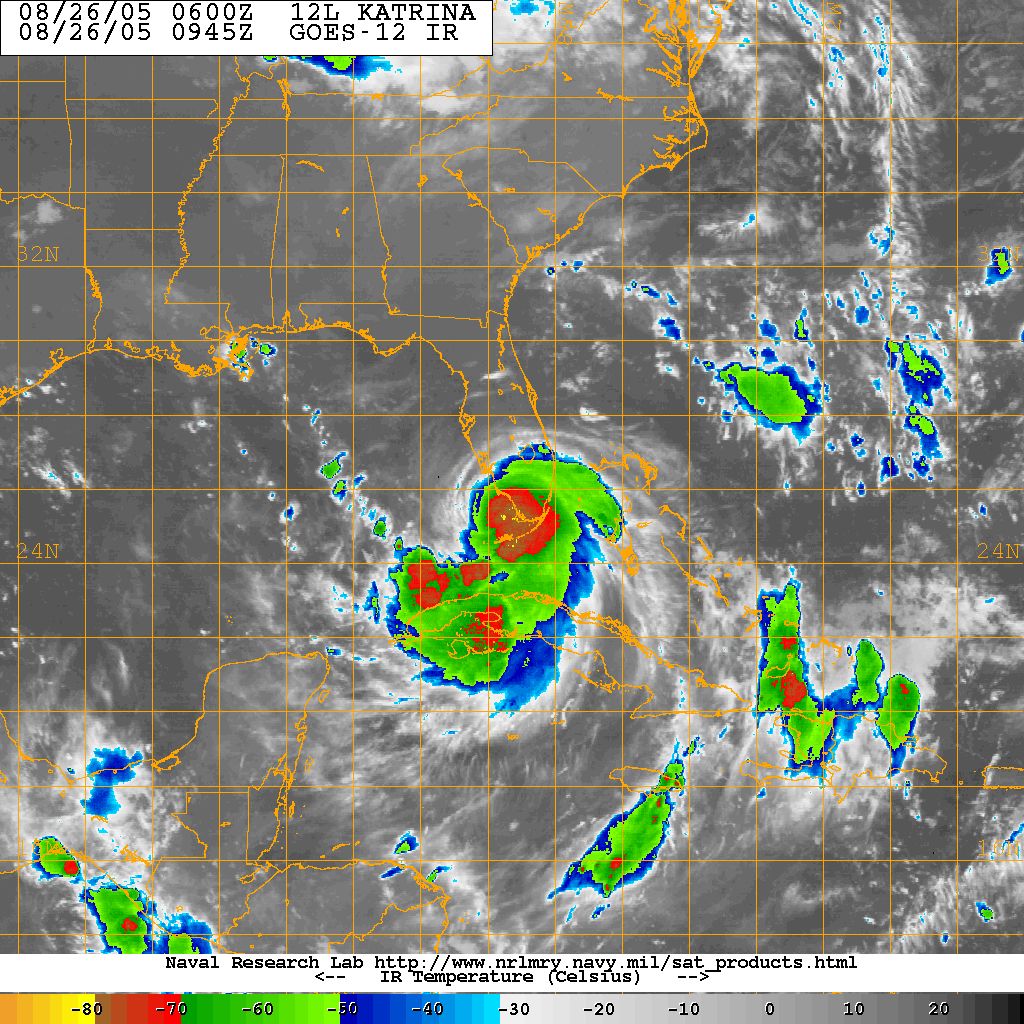 08/26/05 0600Z 12L KATRINA
08/26/05 0945Z GOES-12 IR
32N
24N
24N
Naval Research Lab http://www.nrlmry.navy.mil/sat_products.html
<-- IR Temperature (Celsius) -->
-80 -70 -60 -50 -40 -30 -20 -10 0 10 20